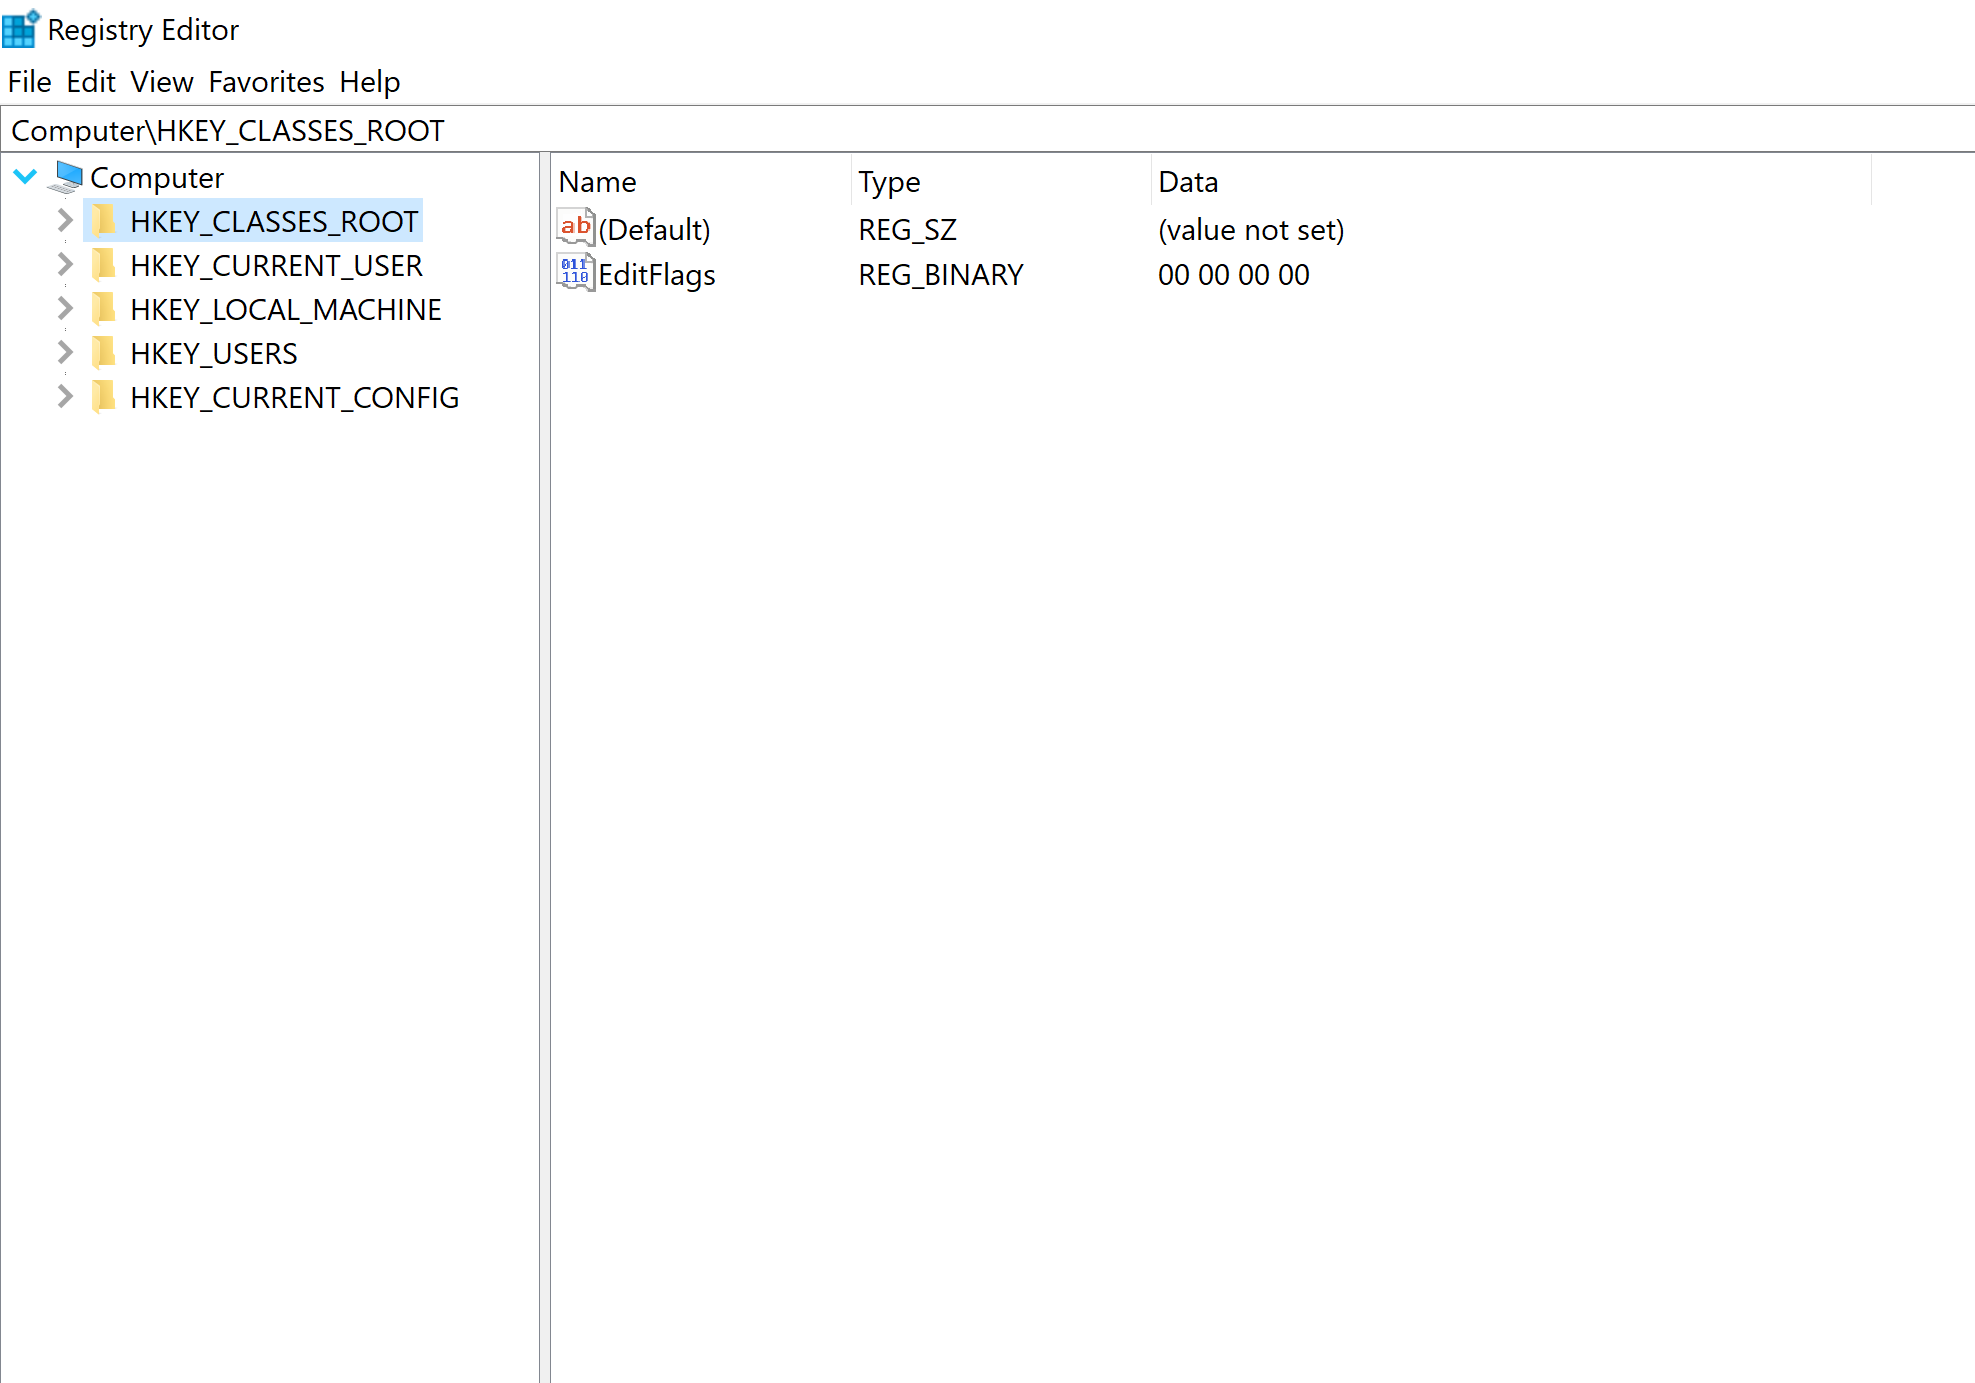 Registry Editor
File Edit View Favorites Help
Computer\HKEY_CLASSES_ROOT
Computer
HKEY_CLASSES_ROOT
HKEY_CURRENT_USER
HKEY_LOCAL_MACHINE
HKEY_USERS
HKEY_CURRENT_CONFIG
Name Type Data
ab (Default) REG_SZ (value not set)
011
110 EditFlags REG_BINARY 00 00 00 00